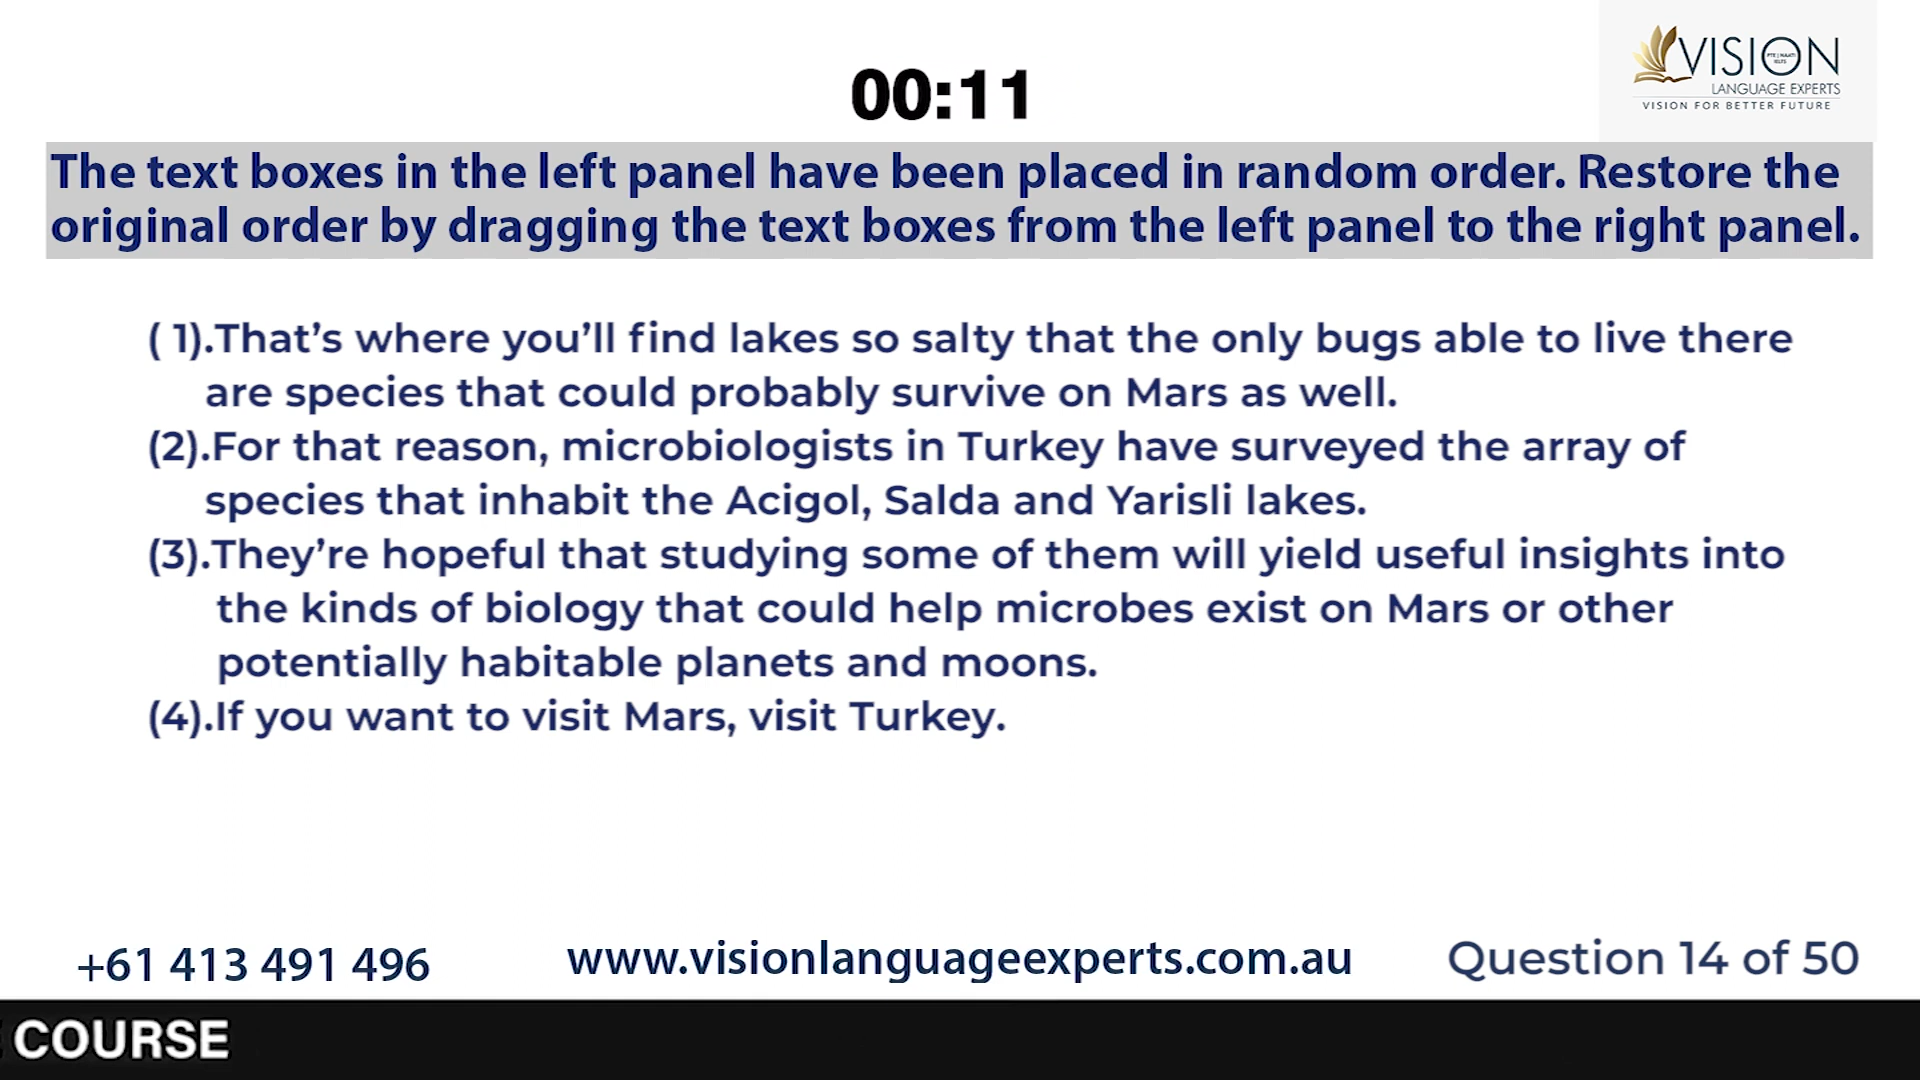 VISION
PTE | NAATI
IELTS
LANGUAGE EXPERTS
VISION FOR BETTER FUTURE
00:11
The text boxes in the left panel have been placed in random order. Restore the
original order by dragging the text boxes from the left panel to the right panel.
( 1).That’s where you’ll find lakes so salty that the only bugs able to live there
are species that could probably survive on Mars as well.
(2).For that reason, microbiologists in Turkey have surveyed the array of
species that inhabit the Acigol, Salda and Yarisli lakes.
(3).They’re hopeful that studying some of them will yield useful insights into
the kinds of biology that could help microbes exist on Mars or other
potentially habitable planets and moons.
(4).If you want to visit Mars, visit Turkey.
+61 413 491 496
www.visionlanguageexperts.com.au
Question 14 of 50
COURSE